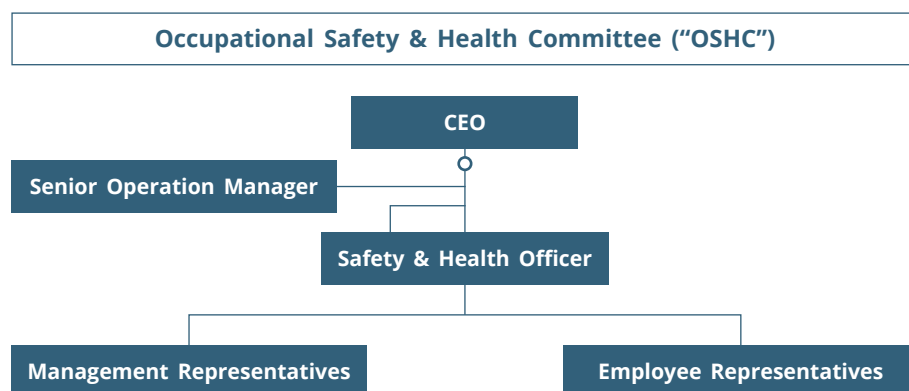 Occupational Safety & Health Committee (“OSHC”)
CEO
Senior Operation Manager
Safety & Health Officer
Management Representatives
Employee Representatives